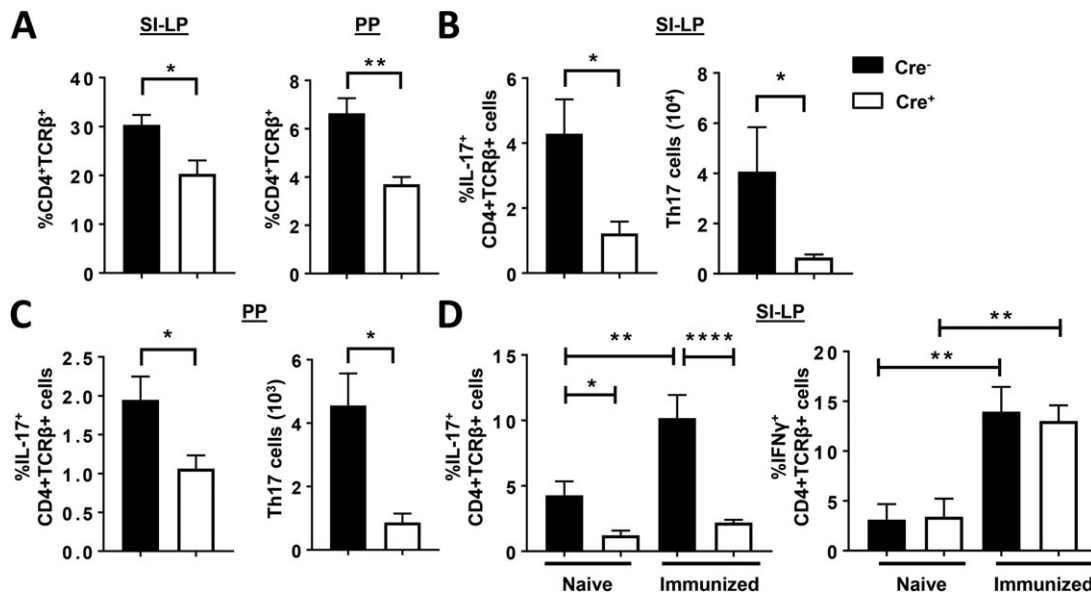 A
SI-LP
PP
%CD4⁺TCRβ⁺
40
30
20
10
0
*
%CD4⁺TCRβ⁺
8
6
4
2
0
**
B
SI-LP
%IL-17⁺
CD4+TCRβ+ cells
6
4
2
0
*
Th17 cells (10⁴)
8
6
4
2
0
*
Cre⁻
Cre⁺
C
PP
%IL-17⁺
CD4+TCRβ+ cells
2.0
1.5
1.0
0.5
0.0
*
Th17 cells (10³)
6
4
2
0
*
D
SI-LP
%IL-17⁺
CD4+TCRβ+ cells
15
10
5
0
**
****
*
Naive
Immunized
%IFNγ⁺
CD4+TCRβ+ cells
20
15
10
5
0
**
**
Naive
Immunized